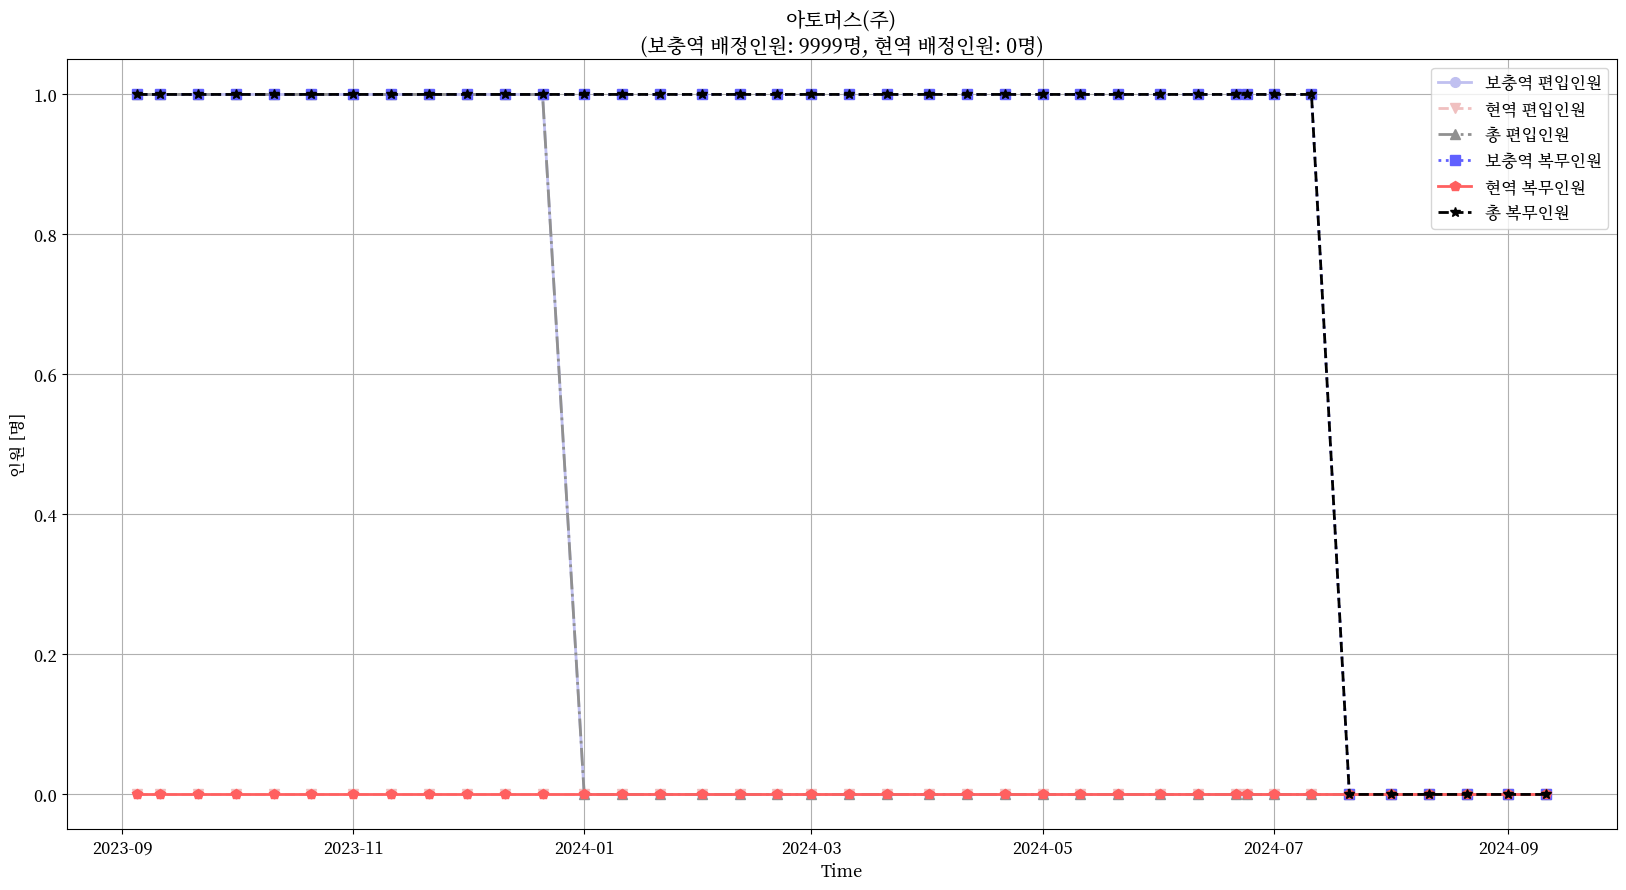 아토머스(주)
(보충역 배정인원: 9999명, 현역 배정인원: 0명)
보충역 편입인원
현역 편입인원
총 편입인원
보충역 복무인원
현역 복무인원
총 복무인원
인원 [명]
1.0
0.8
0.6
0.4
0.2
0.0
2023-09
2023-11
2024-01
2024-03
2024-05
2024-07
2024-09
Time